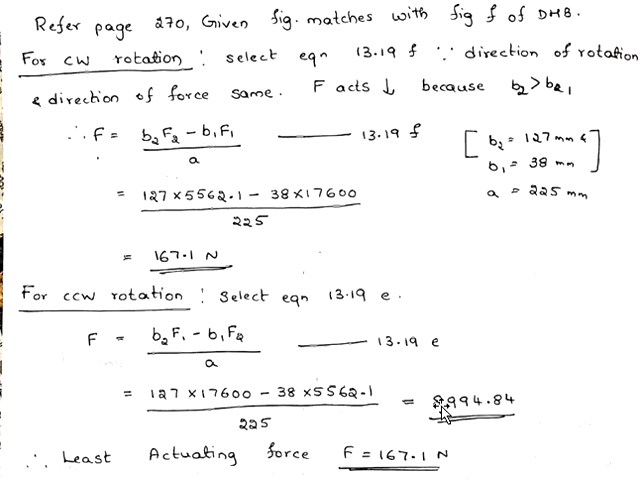 Refer page 270, Given fig. matches with fig f of DHB.
For CW rotation : select eqn 13.19 f ∵ direction of rotation
& direction of force same. F acts ↓ because b₂ > b₁
∴ F = (b₂F₂ - b₁F₁) / a ——— 13.19 f
[b₂ = 127 mm &
b₁ = 38 mm]
a = 225 mm
= (127 × 5562.1 - 38 × 17600) / 225
= 167.1 N
For CCW rotation : Select eqn 13.19 e.
F = (b₂F₁ - b₁F₂) / a ——— 13.19 e
= (127 × 17600 - 38 × 5562.1) / 225 = 8994.84
∴ Least Actuating force F = 167.1 N